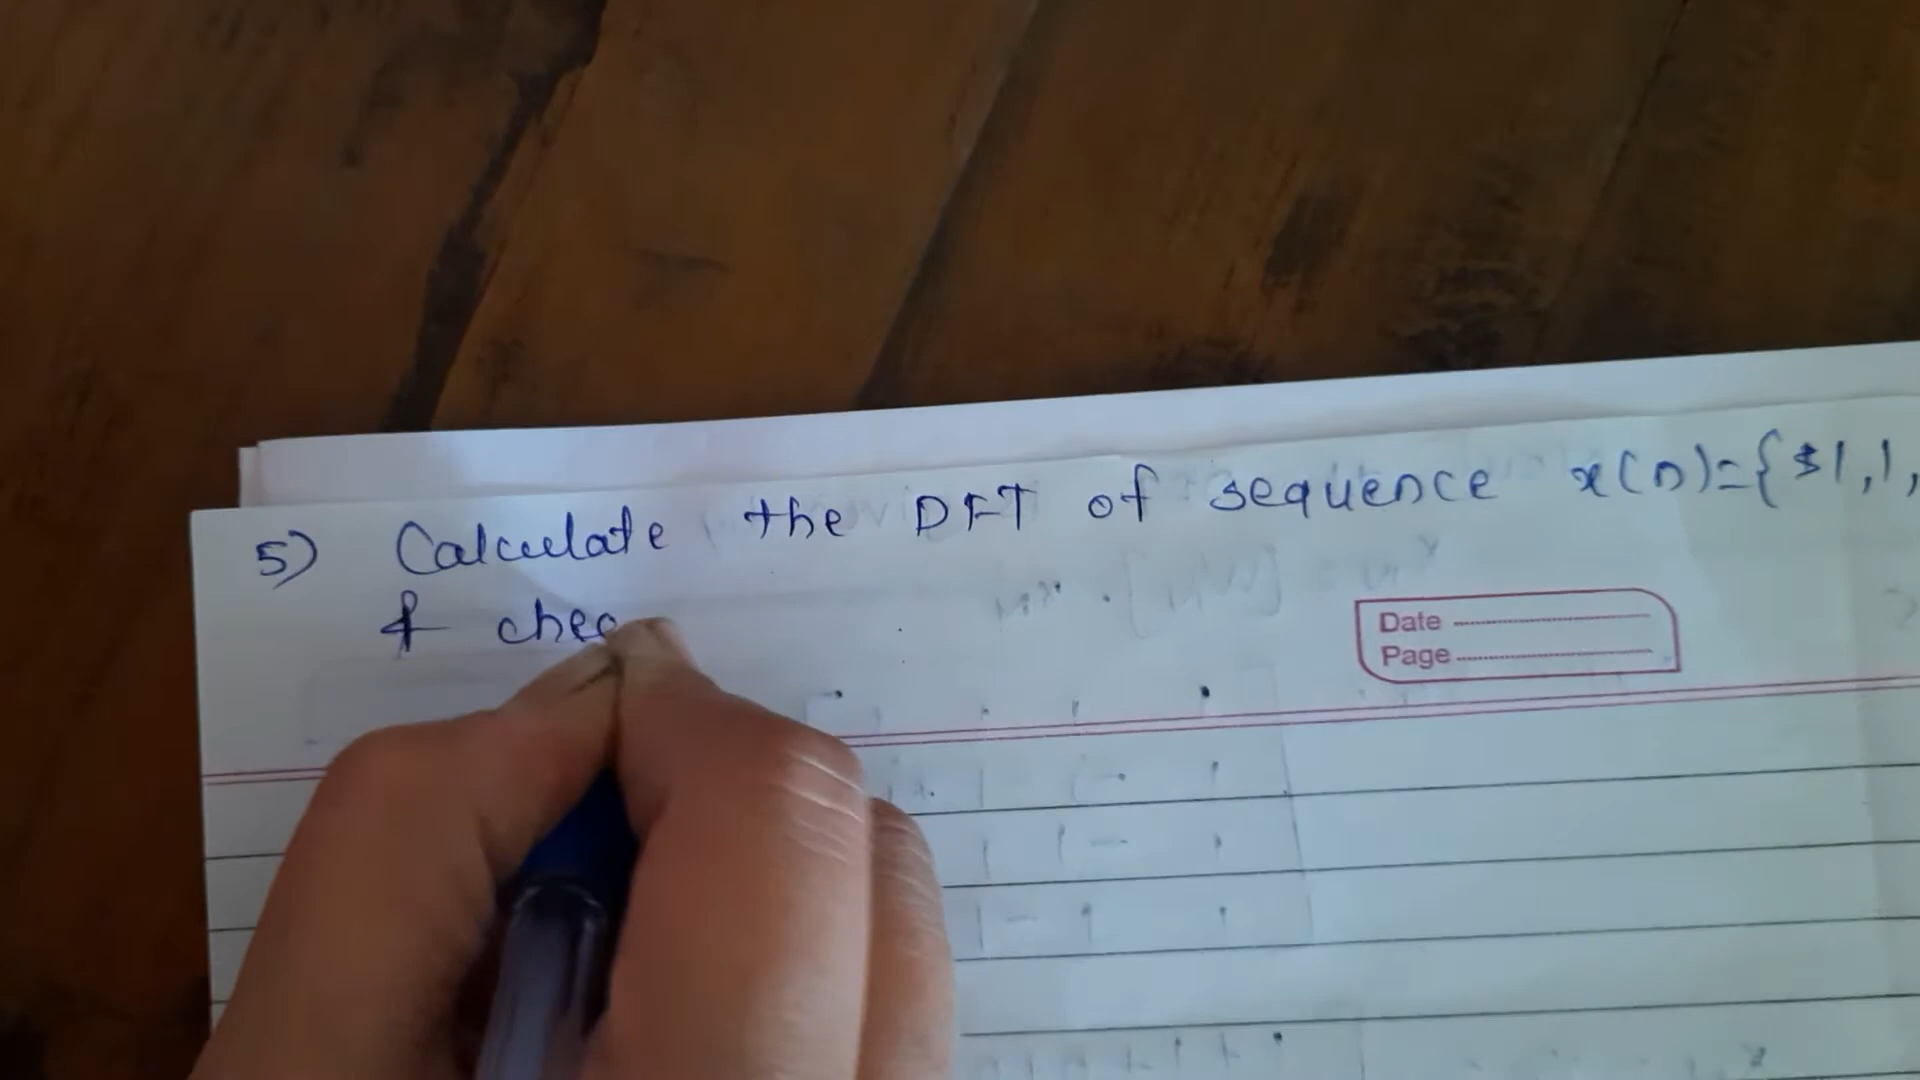 5) Calculate the DFT of sequence x(n)={1,1,
& chec
Date
Page